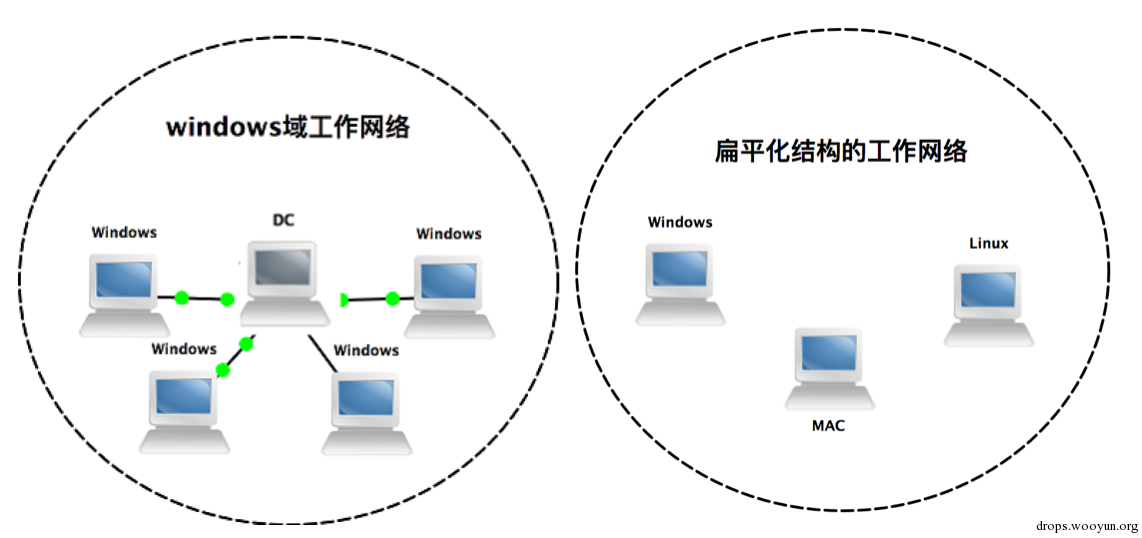 windows域工作网络
扁平化结构的工作网络
DC
Windows
Windows
Windows
Windows
Windows
Linux
MAC
drops.wooyun.org